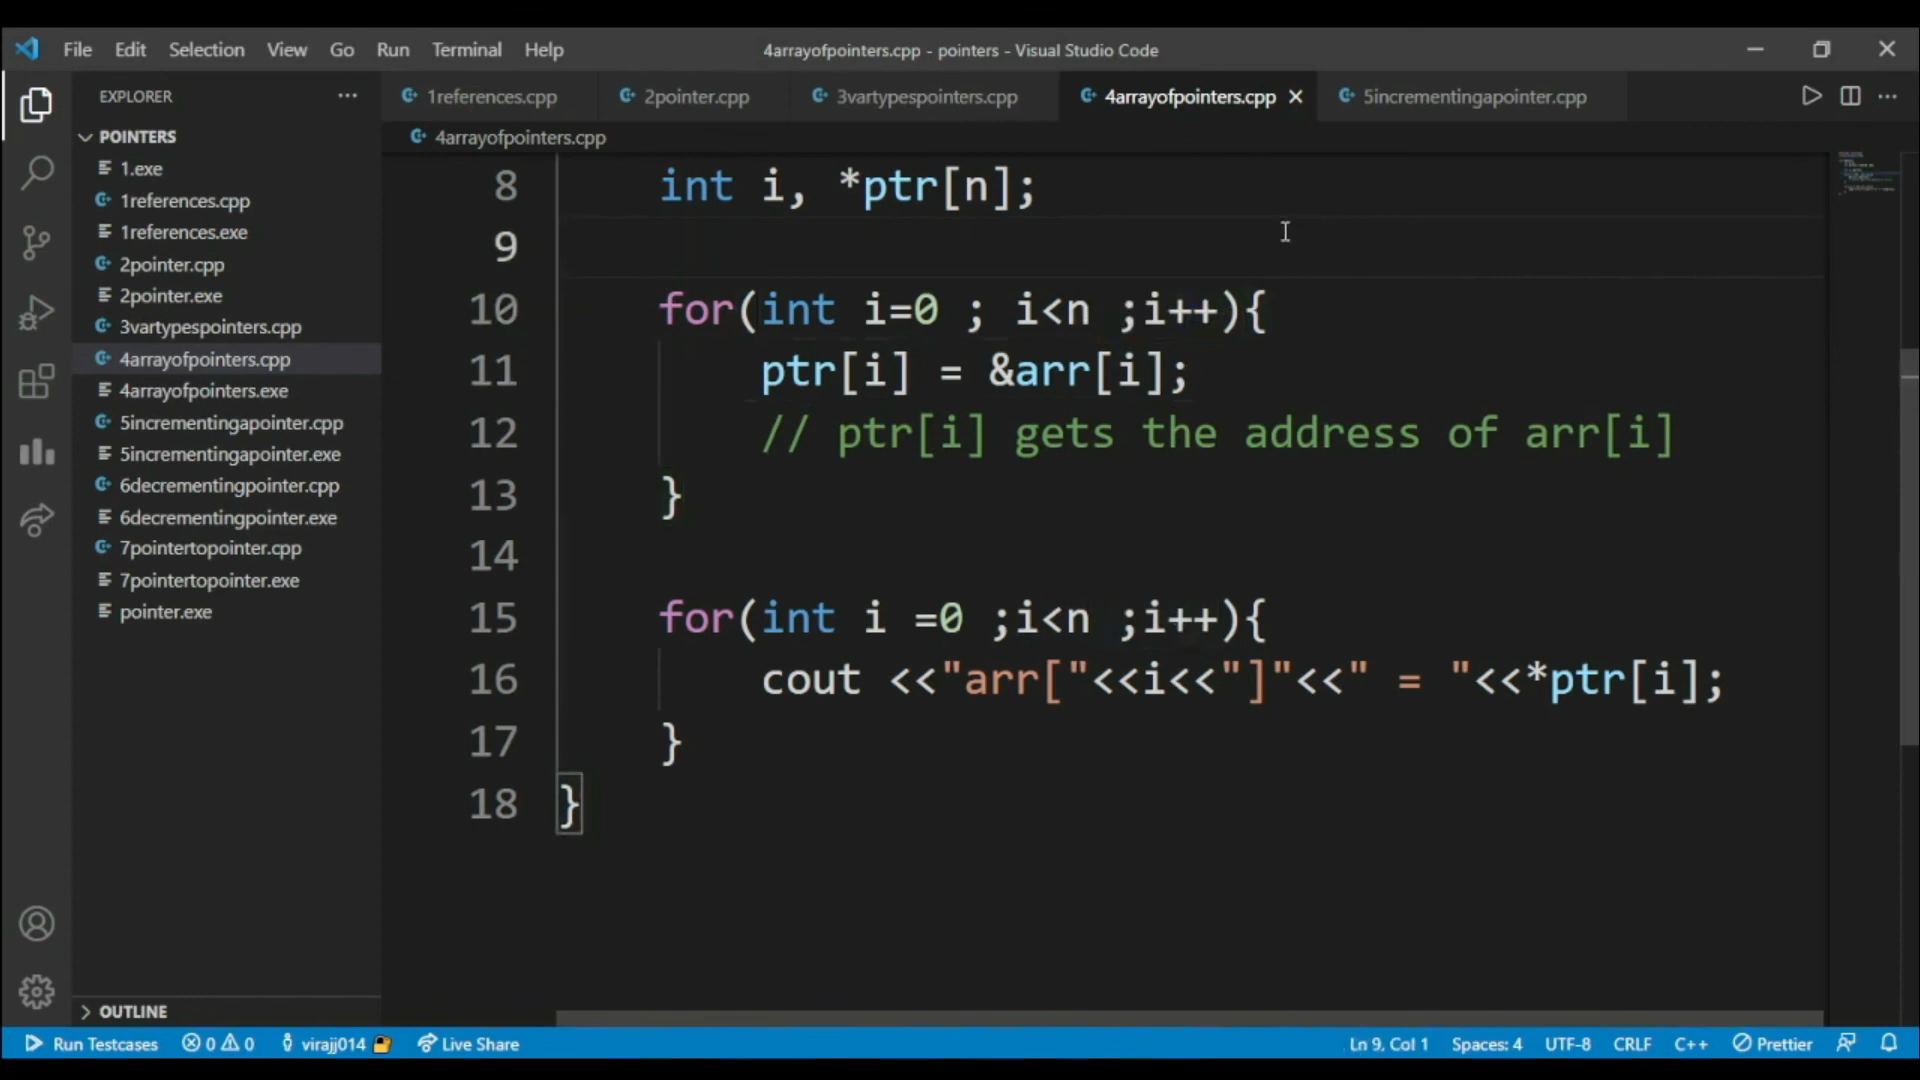 File Edit Selection View Go Run Terminal Help 4arrayofpointers.cpp - pointers - Visual Studio Code
EXPLORER ··· 1references.cpp 2pointer.cpp 3vartypespointers.cpp 4arrayofpointers.cpp 5incrementingapointer.cpp
POINTERS
1.exe
1references.cpp
1references.exe
2pointer.cpp
2pointer.exe
3vartypespointers.cpp
4arrayofpointers.cpp
4arrayofpointers.exe
5incrementingapointer.cpp
5incrementingapointer.exe
6decrementingpointer.cpp
6decrementingpointer.exe
7pointertopointer.cpp
7pointertopointer.exe
pointer.exe
OUTLINE
4arrayofpointers.cpp
8 int i, *ptr[n];
9
10 for(int i=0 ; i<n ;i++){
11 ptr[i] = &arr[i];
12 // ptr[i] gets the address of arr[i]
13 }
14
15 for(int i =0 ;i<n ;i++){
16 cout <<"arr["<<i<<"]"<<" = "<<*ptr[i];
17 }
18 }
Run Testcases 0 0 virajj014 Live Share Ln 9, Col 1 Spaces: 4 UTF-8 CRLF C++ Prettier